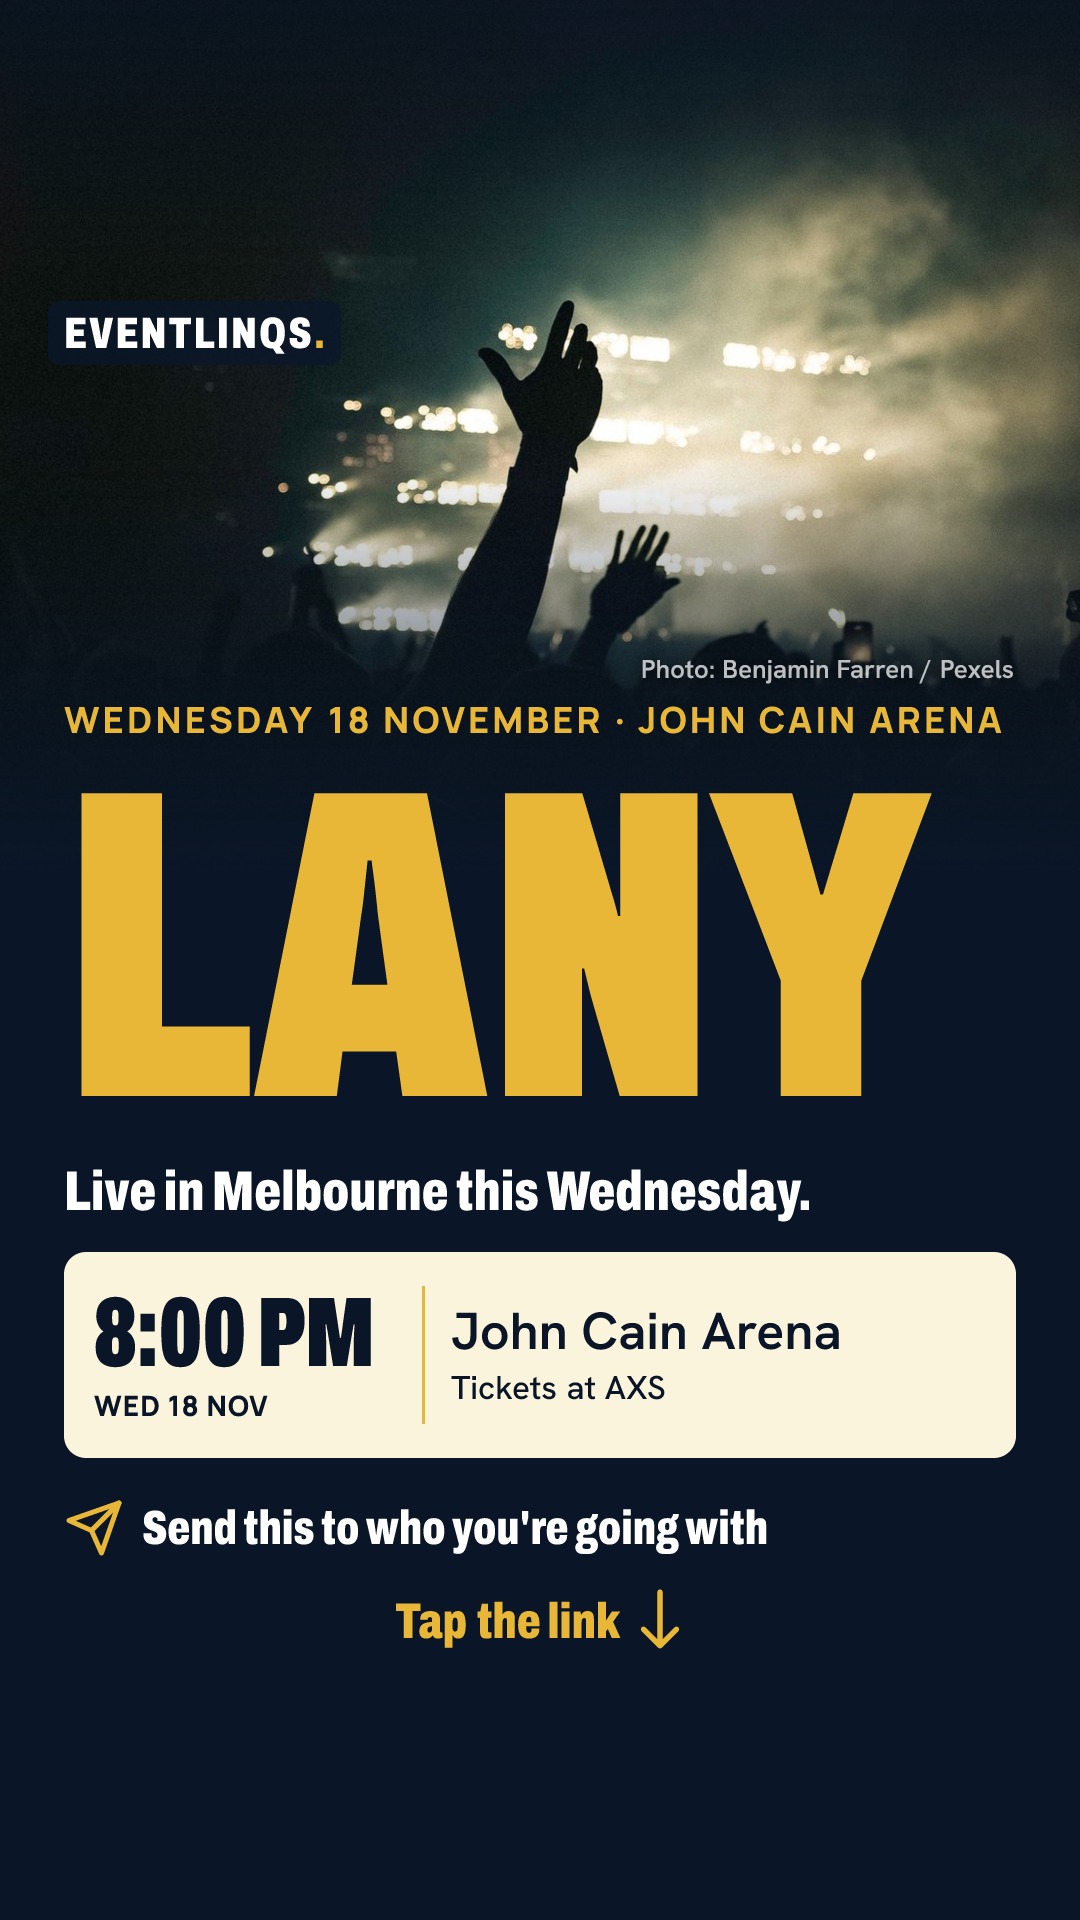 EVENTLINQS.
Photo: Benjamin Farren / Pexels
WEDNESDAY 18 NOVEMBER · JOHN CAIN ARENA
LANY
Live in Melbourne this Wednesday.
8:00 PM
WED 18 NOV
John Cain Arena
Tickets at AXS
Send this to who you're going with
Tap the link ↓